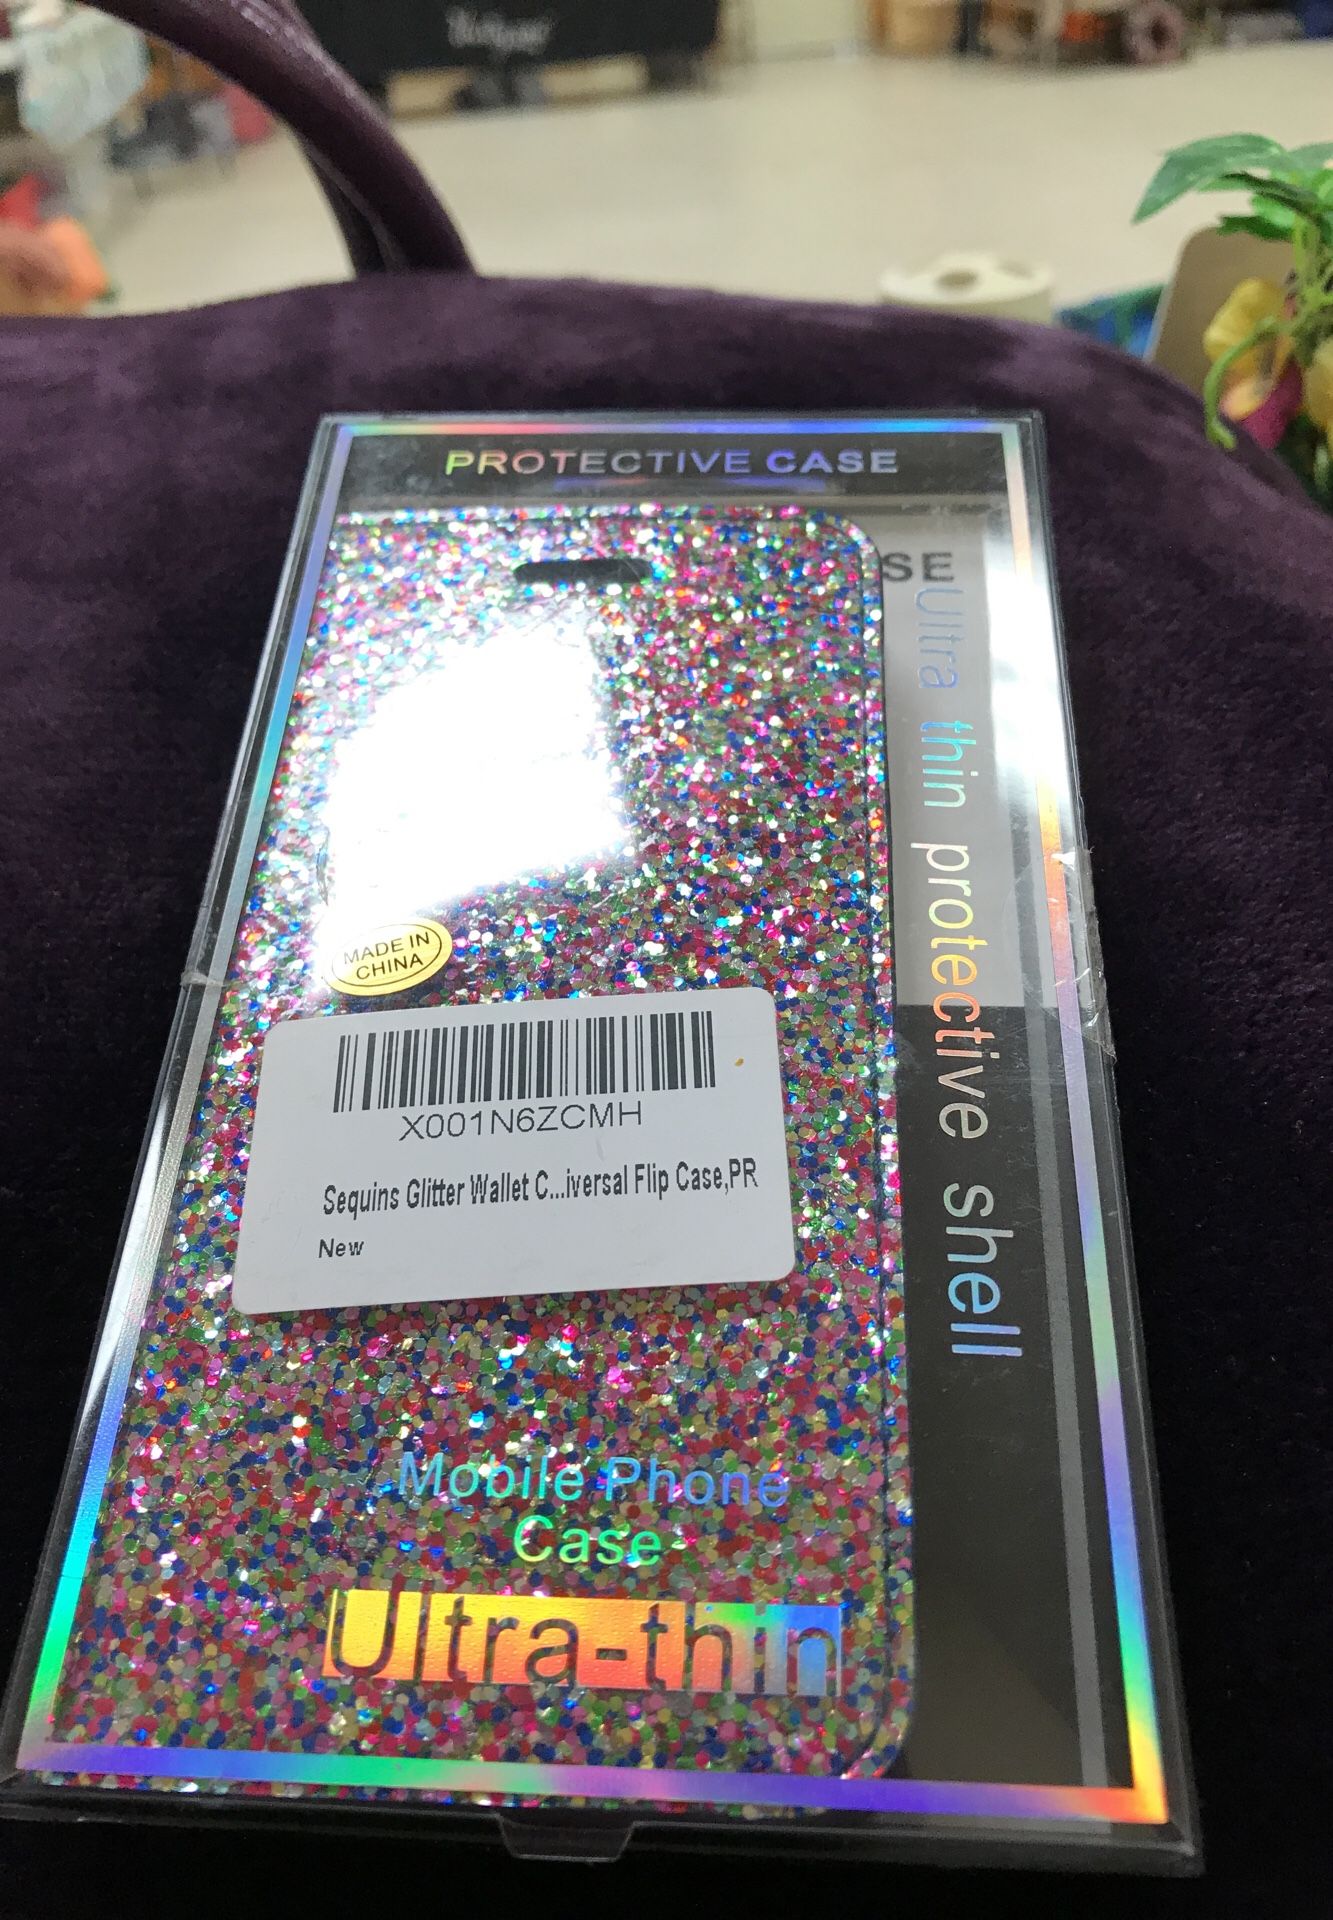 PROTECTIVE CASE
SE
Ultra thin protective shell
MADE IN
CHINA
X001N6ZCMH
Sequins Glitter Wallet C...iversal Flip Case,PR
New
Mobile Phone
Case
Ultra-thin